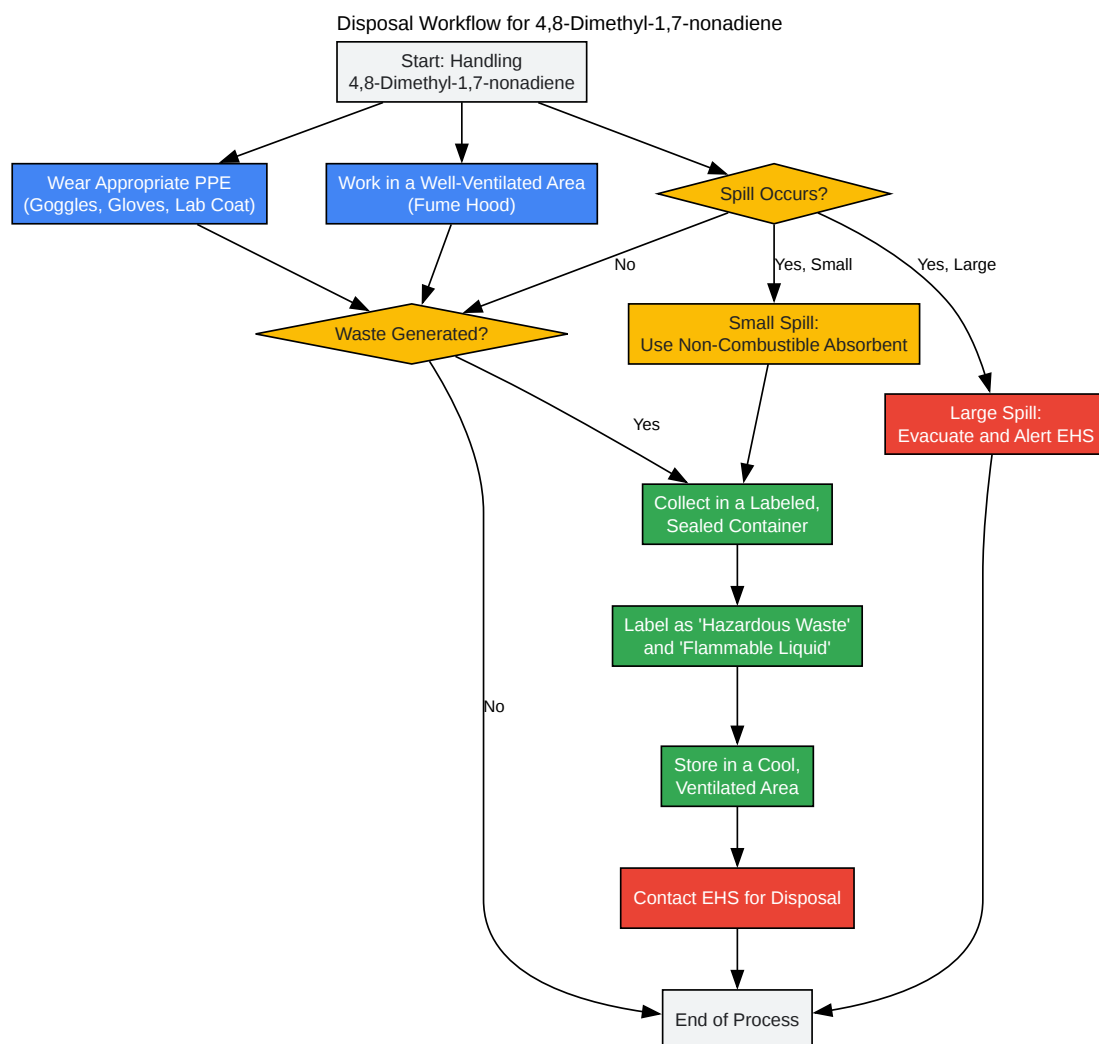 Disposal Workflow for 4,8-Dimethyl-1,7-nonadiene
Start: Handling
4,8-Dimethyl-1,7-nonadiene
Wear Appropriate PPE
(Goggles, Gloves, Lab Coat)
Work in a Well-Ventilated Area
(Fume Hood)
Spill Occurs?
No
Yes, Small
Yes, Large
Waste Generated?
Small Spill:
Use Non-Combustible Absorbent
Large Spill:
Evacuate and Alert EHS
Yes
Collect in a Labeled,
Sealed Container
Label as 'Hazardous Waste'
and 'Flammable Liquid'
No
Store in a Cool,
Ventilated Area
Contact EHS for Disposal
End of Process